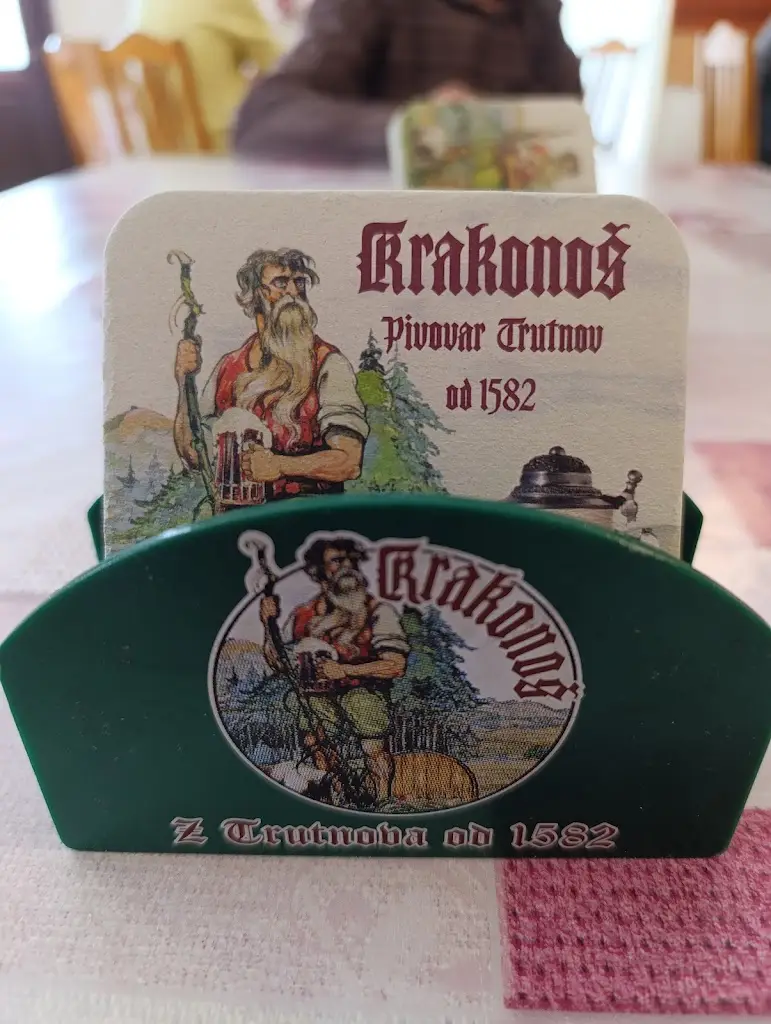 Krakonoš
Pivovar Trutnov
od 1582
Krakonoš
Z Trutnova od 1582